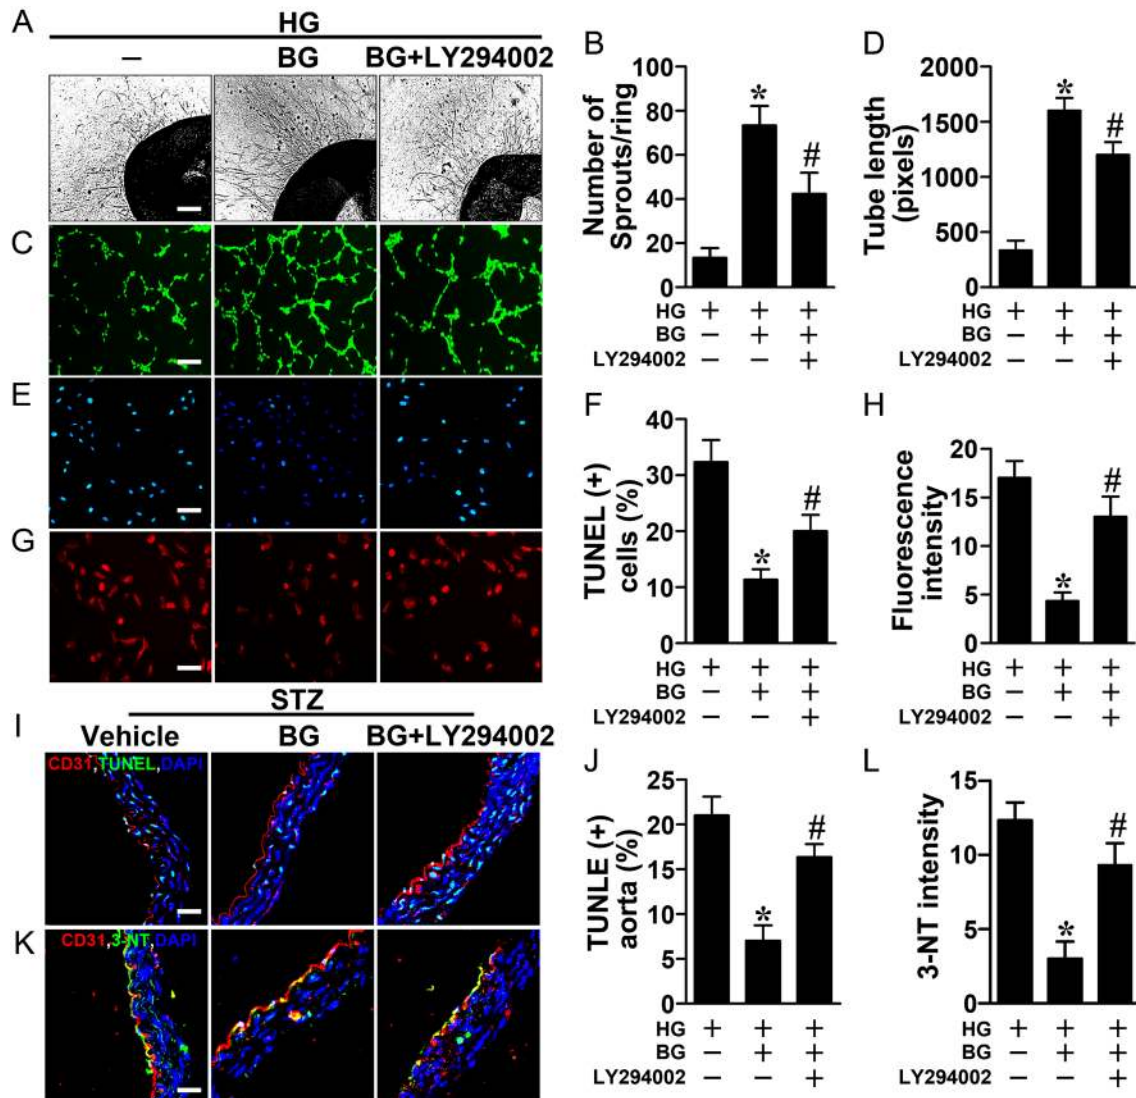 A
HG
– BG BG+LY294002
C
E
G
STZ
I
Vehicle BG BG+LY294002
CD31,TUNEL,DAPI
K
CD31,3-NT,DAPI
B
Number of
Sprouts/ring
100
80
60
40
20
0
*
#
HG + + +
BG – + +
LY294002 – – +
D
Tube length
(pixels)
2000
1500
1000
500
0
*
#
HG + + +
BG – + +
LY294002 – – +
F
TUNEL (+)
cells (%)
40
30
20
10
0
*
#
HG + + +
BG – + +
LY294002 – – +
H
Fluorescence
intensity
20
15
10
5
0
*
#
HG + + +
BG – + +
LY294002 – – +
J
TUNLE (+)
aorta (%)
25
20
15
10
5
0
*
#
HG + + +
BG – + +
LY294002 – – +
L
3-NT intensity
15
10
5
0
*
#
HG + + +
BG – + +
LY294002 – – +